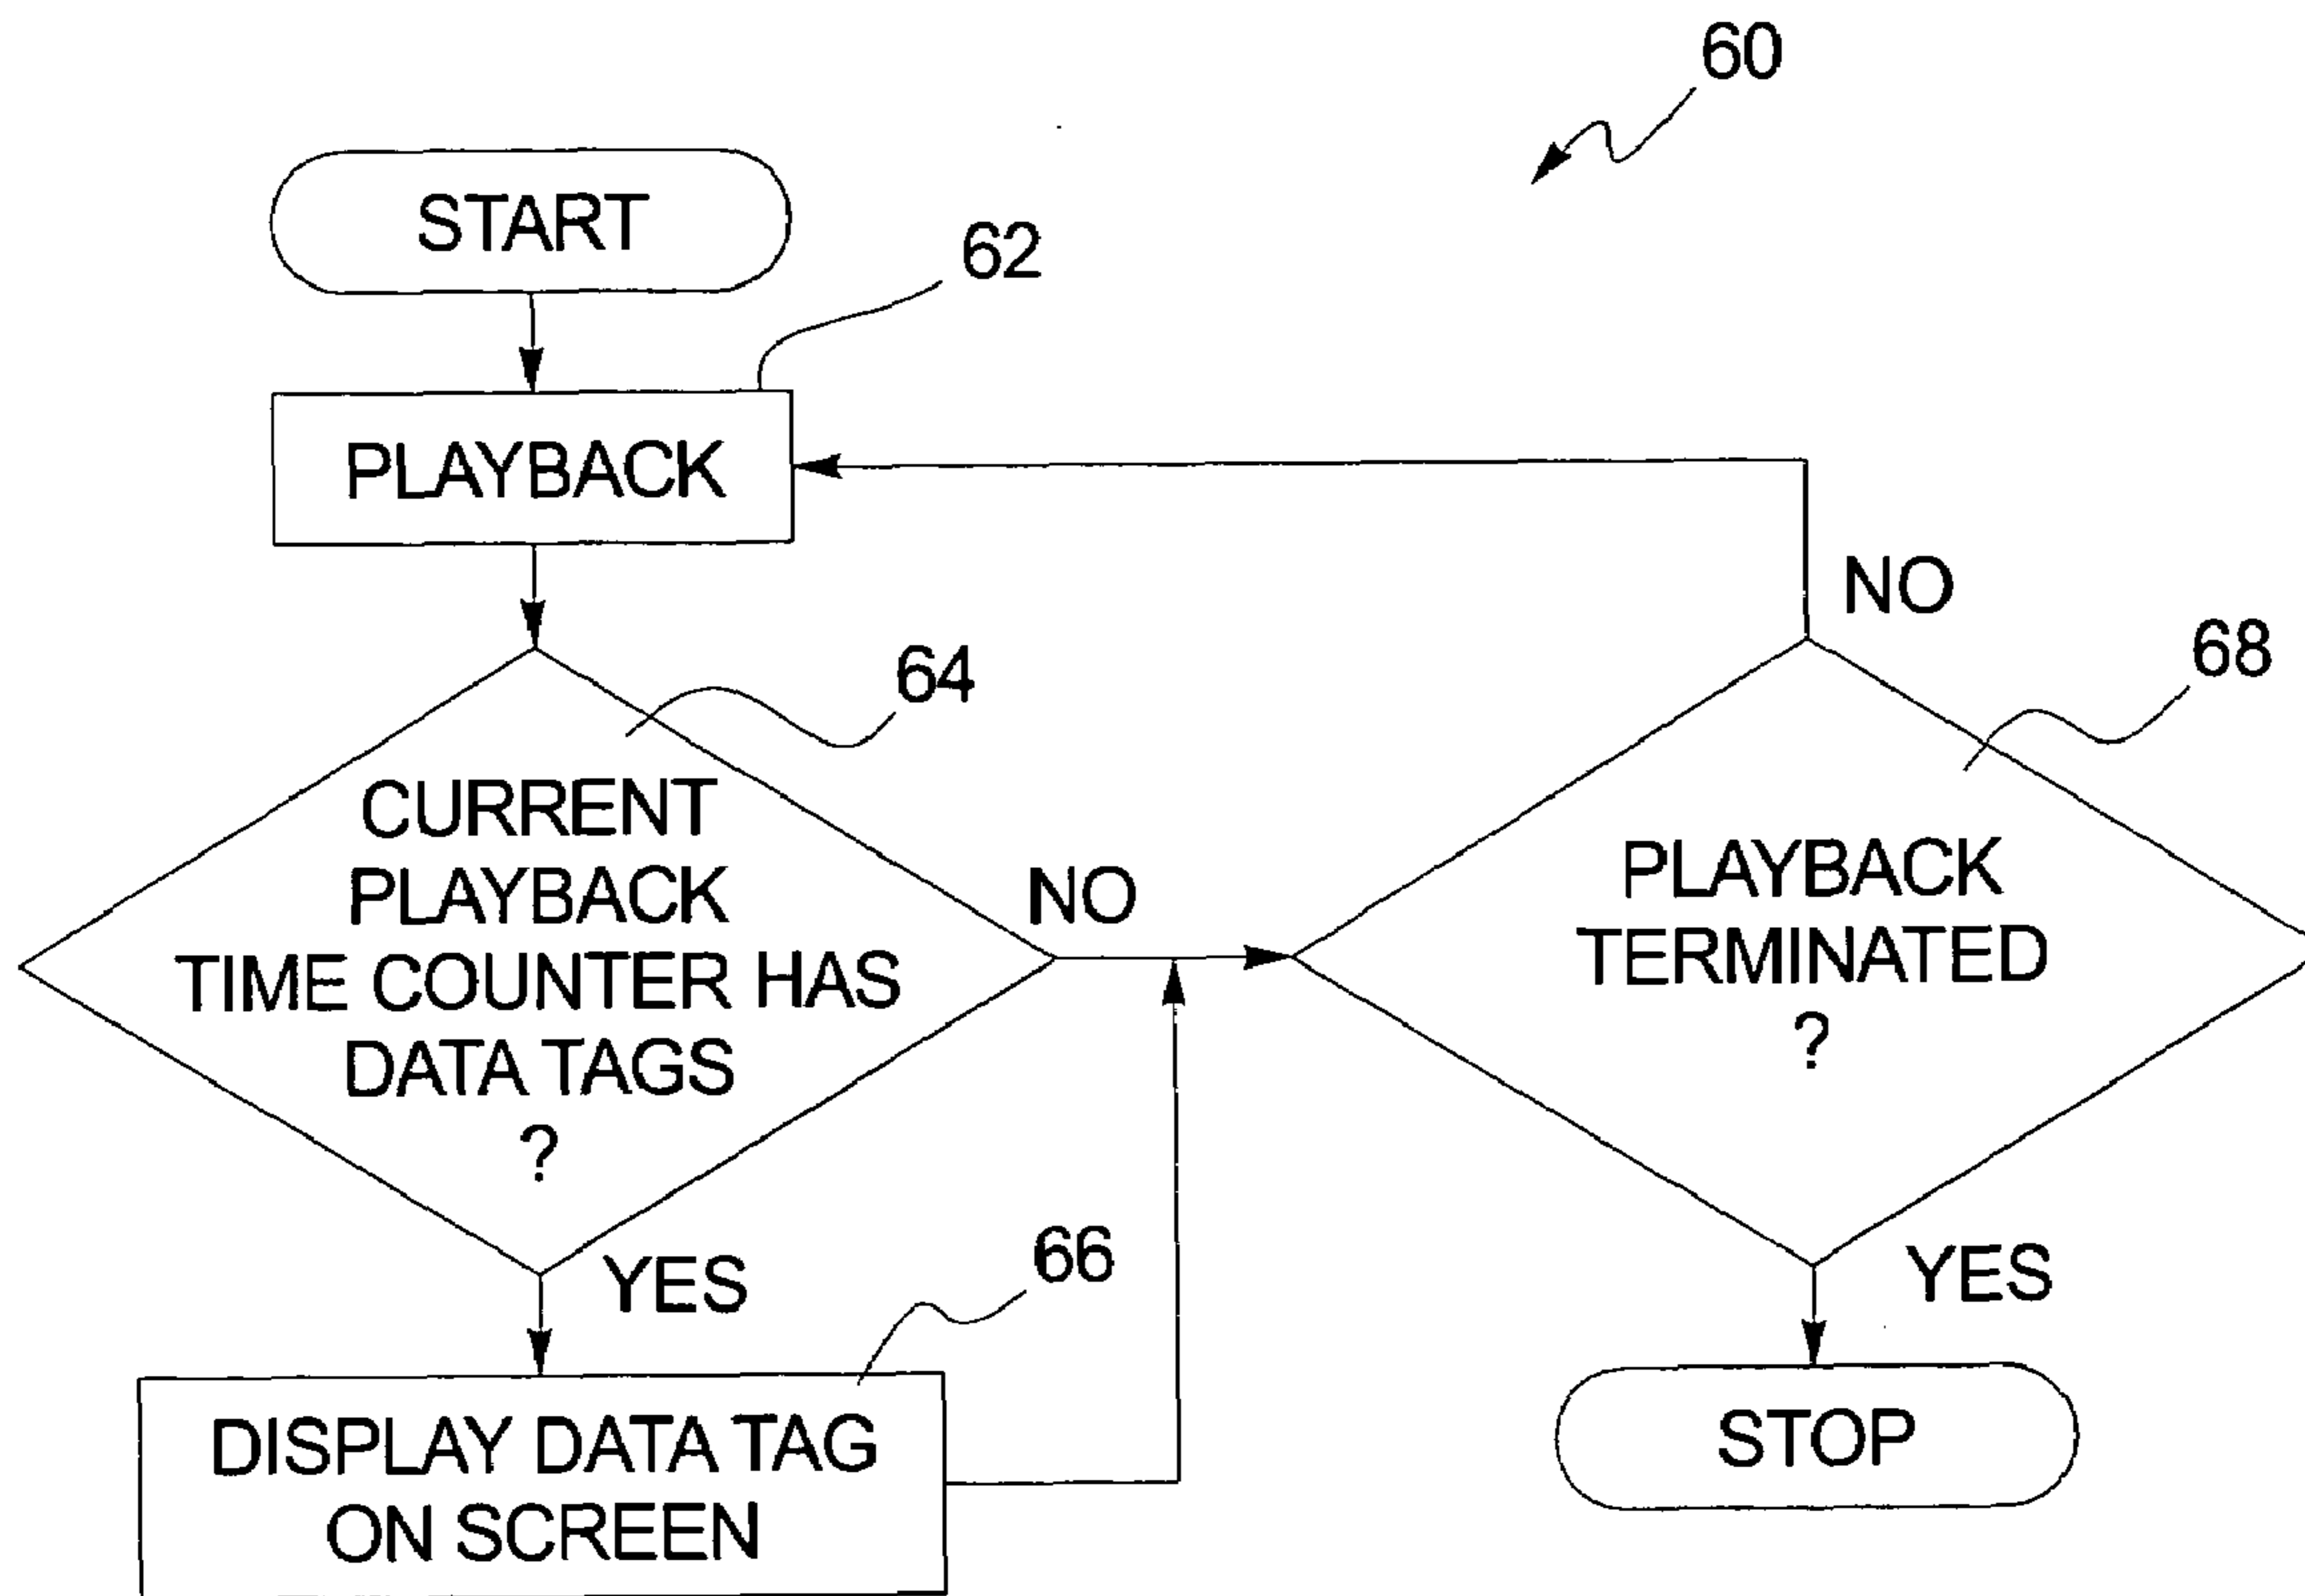 60
START
62
PLAYBACK
NO
64
68
CURRENT
PLAYBACK
TIME COUNTER HAS
DATA TAGS
?
NO
PLAYBACK
TERMINATED
?
YES
66
YES
DISPLAY DATA TAG
ON SCREEN
STOP